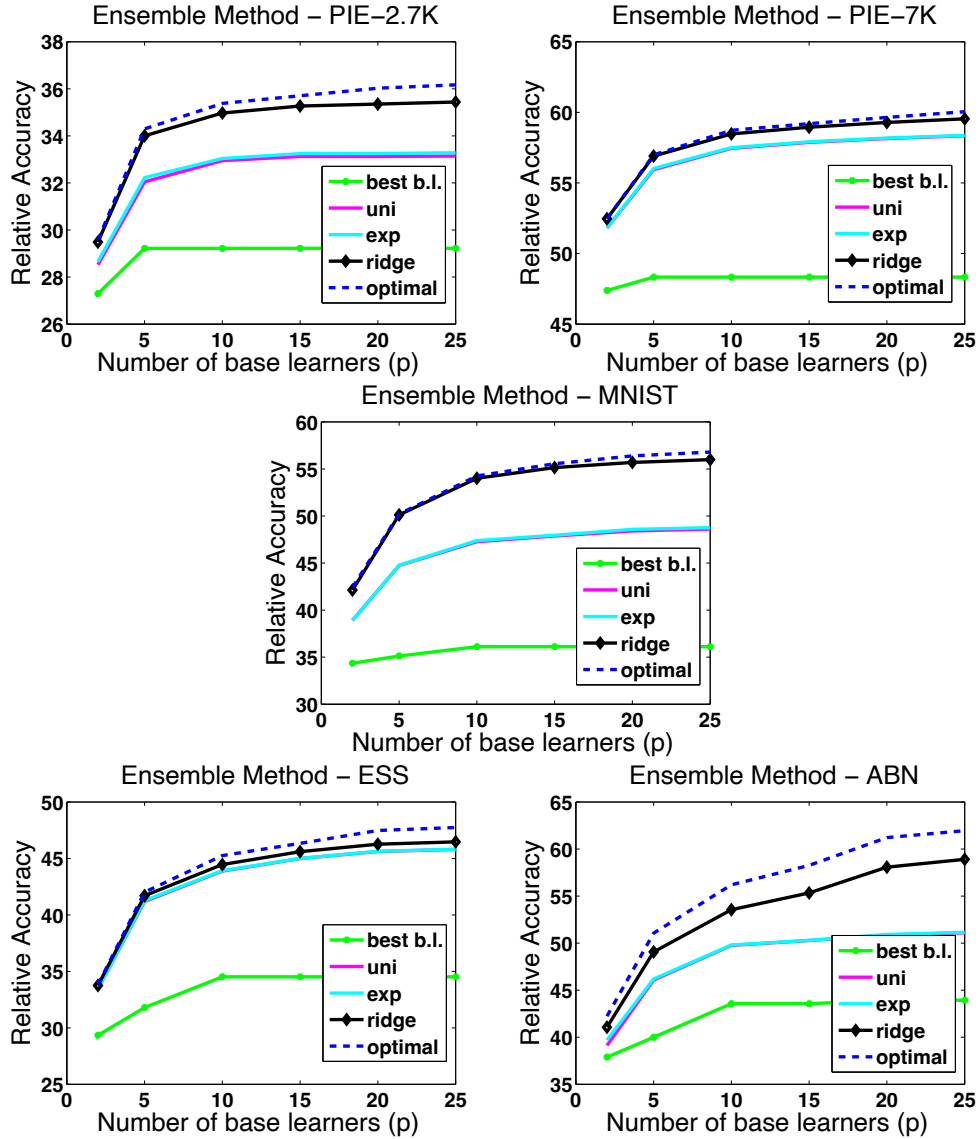 Ensemble Method − PIE−2.7K
38
36
34
32
30
28
26
0 5 10 15 20 25
Relative Accuracy
Number of base learners (p)
best b.l.
uni
exp
ridge
optimal
Ensemble Method − PIE−7K
65
60
55
50
45
0 5 10 15 20 25
Relative Accuracy
Number of base learners (p)
best b.l.
uni
exp
ridge
optimal
Ensemble Method − MNIST
60
55
50
45
40
35
30
0 5 10 15 20 25
Relative Accuracy
Number of base learners (p)
best b.l.
uni
exp
ridge
optimal
Ensemble Method − ESS
50
45
40
35
30
25
0 5 10 15 20 25
Relative Accuracy
Number of base learners (p)
best b.l.
uni
exp
ridge
optimal
Ensemble Method − ABN
65
60
55
50
45
40
35
0 5 10 15 20 25
Relative Accuracy
Number of base learners (p)
best b.l.
uni
exp
ridge
optimal